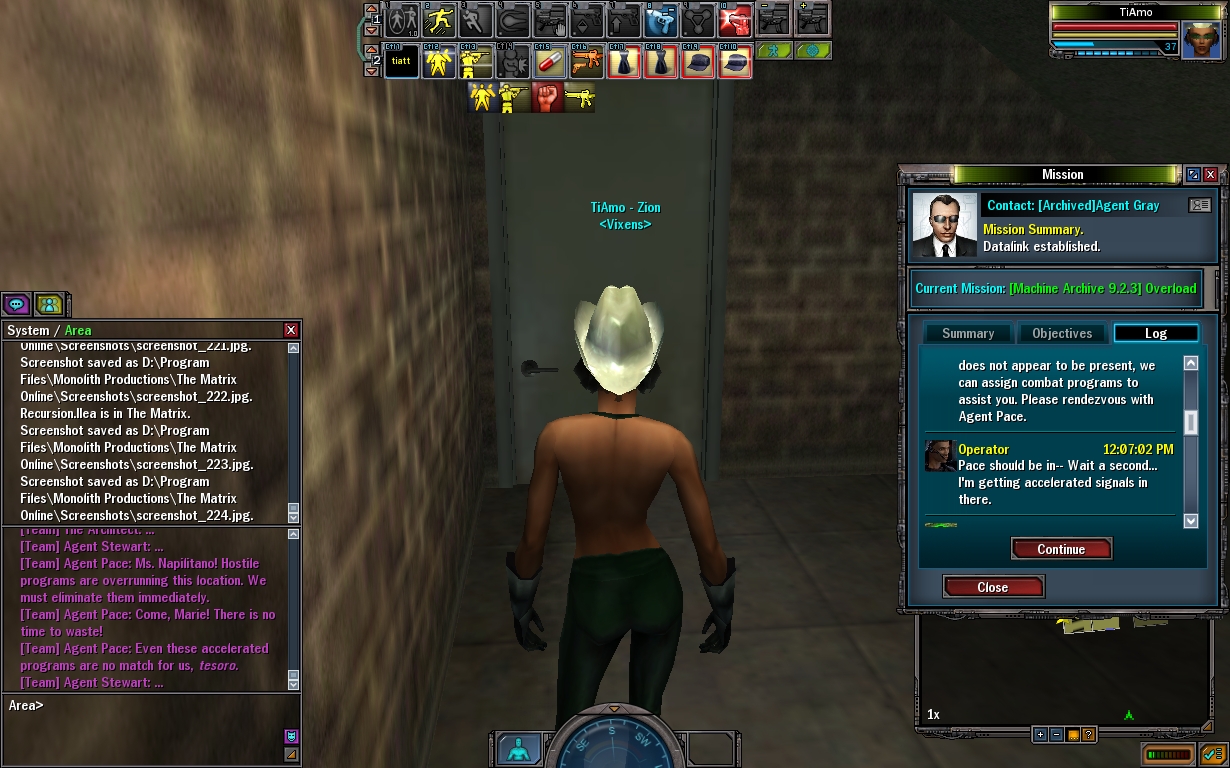 1
1.0
2
Ctrl1
tiatt
TiAmo
37
TiAmo - Zion
<Vixens>
Mission
Contact: [Archived]Agent Gray
Mission Summary.
Datalink established.
Current Mission: [Machine Archive 9.2.3] Overload
Summary
Objectives
Log
does not appear to be present, we
can assign combat programs to
assist you. Please rendezvous with
Agent Pace.
Operator 12:07:02 PM
Pace should be in-- Wait a second...
I'm getting accelerated signals in
there.
Continue
Close
1x
System / Area
Online\Screenshots\screenshot_221.jpg.
Screenshot saved as D:\Program
Files\Monolith Productions\The Matrix
Online\Screenshots\screenshot_222.jpg.
Recursion.Ilea is in The Matrix.
Screenshot saved as D:\Program
Files\Monolith Productions\The Matrix
Online\Screenshots\screenshot_223.jpg.
Screenshot saved as D:\Program
Files\Monolith Productions\The Matrix
Online\Screenshots\screenshot_224.jpg.
[Team] The Architect: ...
[Team] Agent Stewart: ...
[Team] Agent Pace: Ms. Napilitano! Hostile
programs are overrunning this location. We
must eliminate them immediately.
[Team] Agent Pace: Come, Marie! There is no
time to waste!
[Team] Agent Pace: Even these accelerated
programs are no match for us, tesoro.
[Team] Agent Stewart: ...
Area>
SE
S
SW